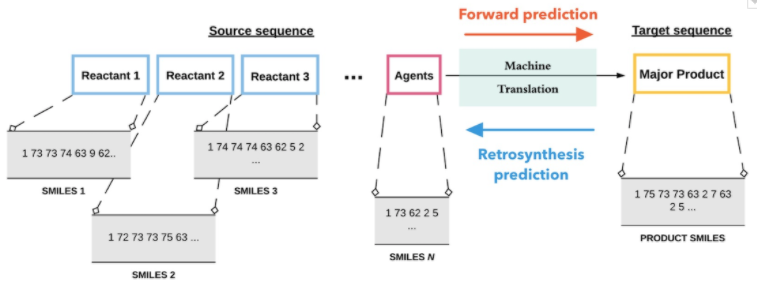 Forward prediction
Source sequence
Target sequence
Reactant 1
Reactant 2
Reactant 3
...
Agents
Machine
Translation
Major Product
1 73 73 74 63 9 62..
1 74 74 74 63 62 5 2
...
Retrosynthesis
prediction
SMILES 1
SMILES 3
1 73 62 2 5
...
1 75 73 73 63 2 7 63
2 5 ...
1 72 73 73 75 63 ...
PRODUCT SMILES
SMILES N
SMILES 2